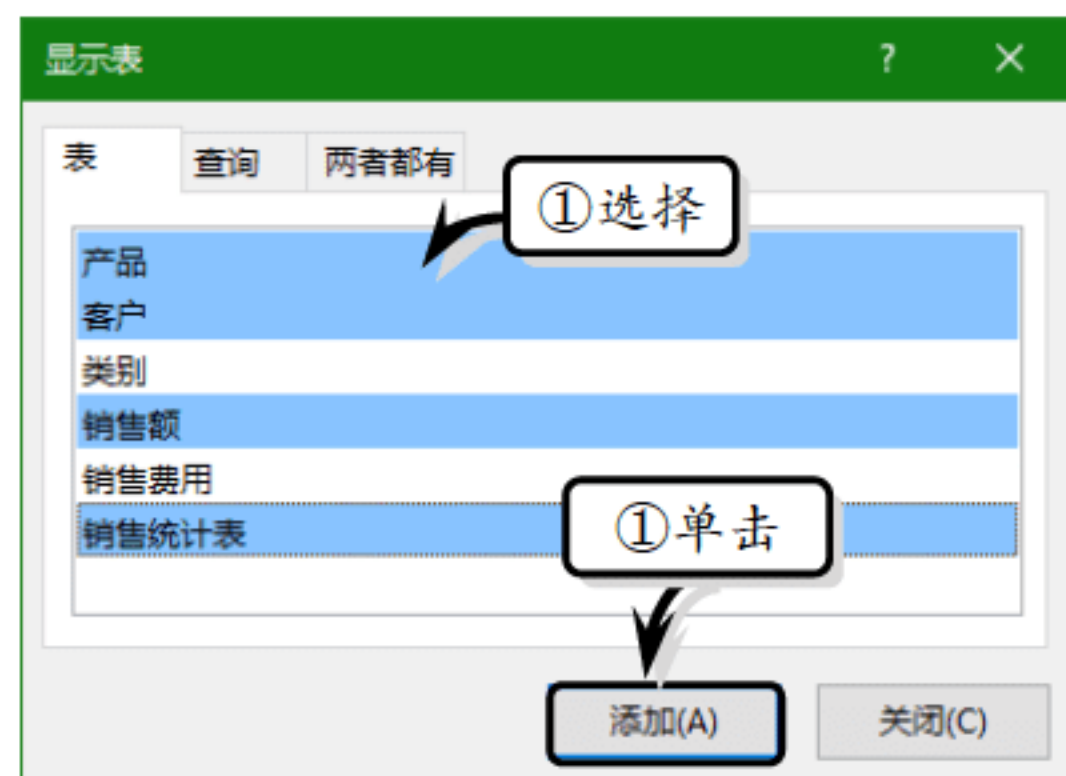 显示表 ? ×
表 查询 两者都有
①选择
产品
客户
类别
销售额
销售费用
销售统计表
①单击
添加(A) 关闭(C)